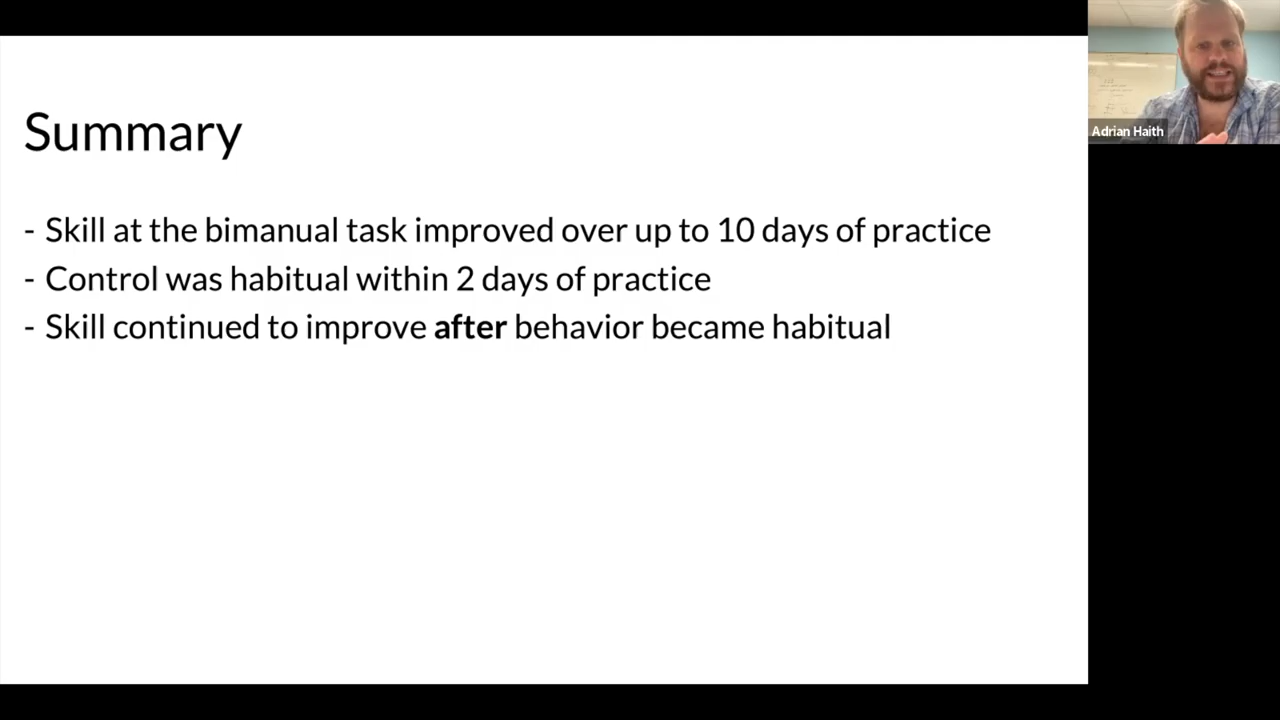 Summary
- Skill at the bimanual task improved over up to 10 days of practice
- Control was habitual within 2 days of practice
- Skill continued to improve after behavior became habitual
Adrian Haith